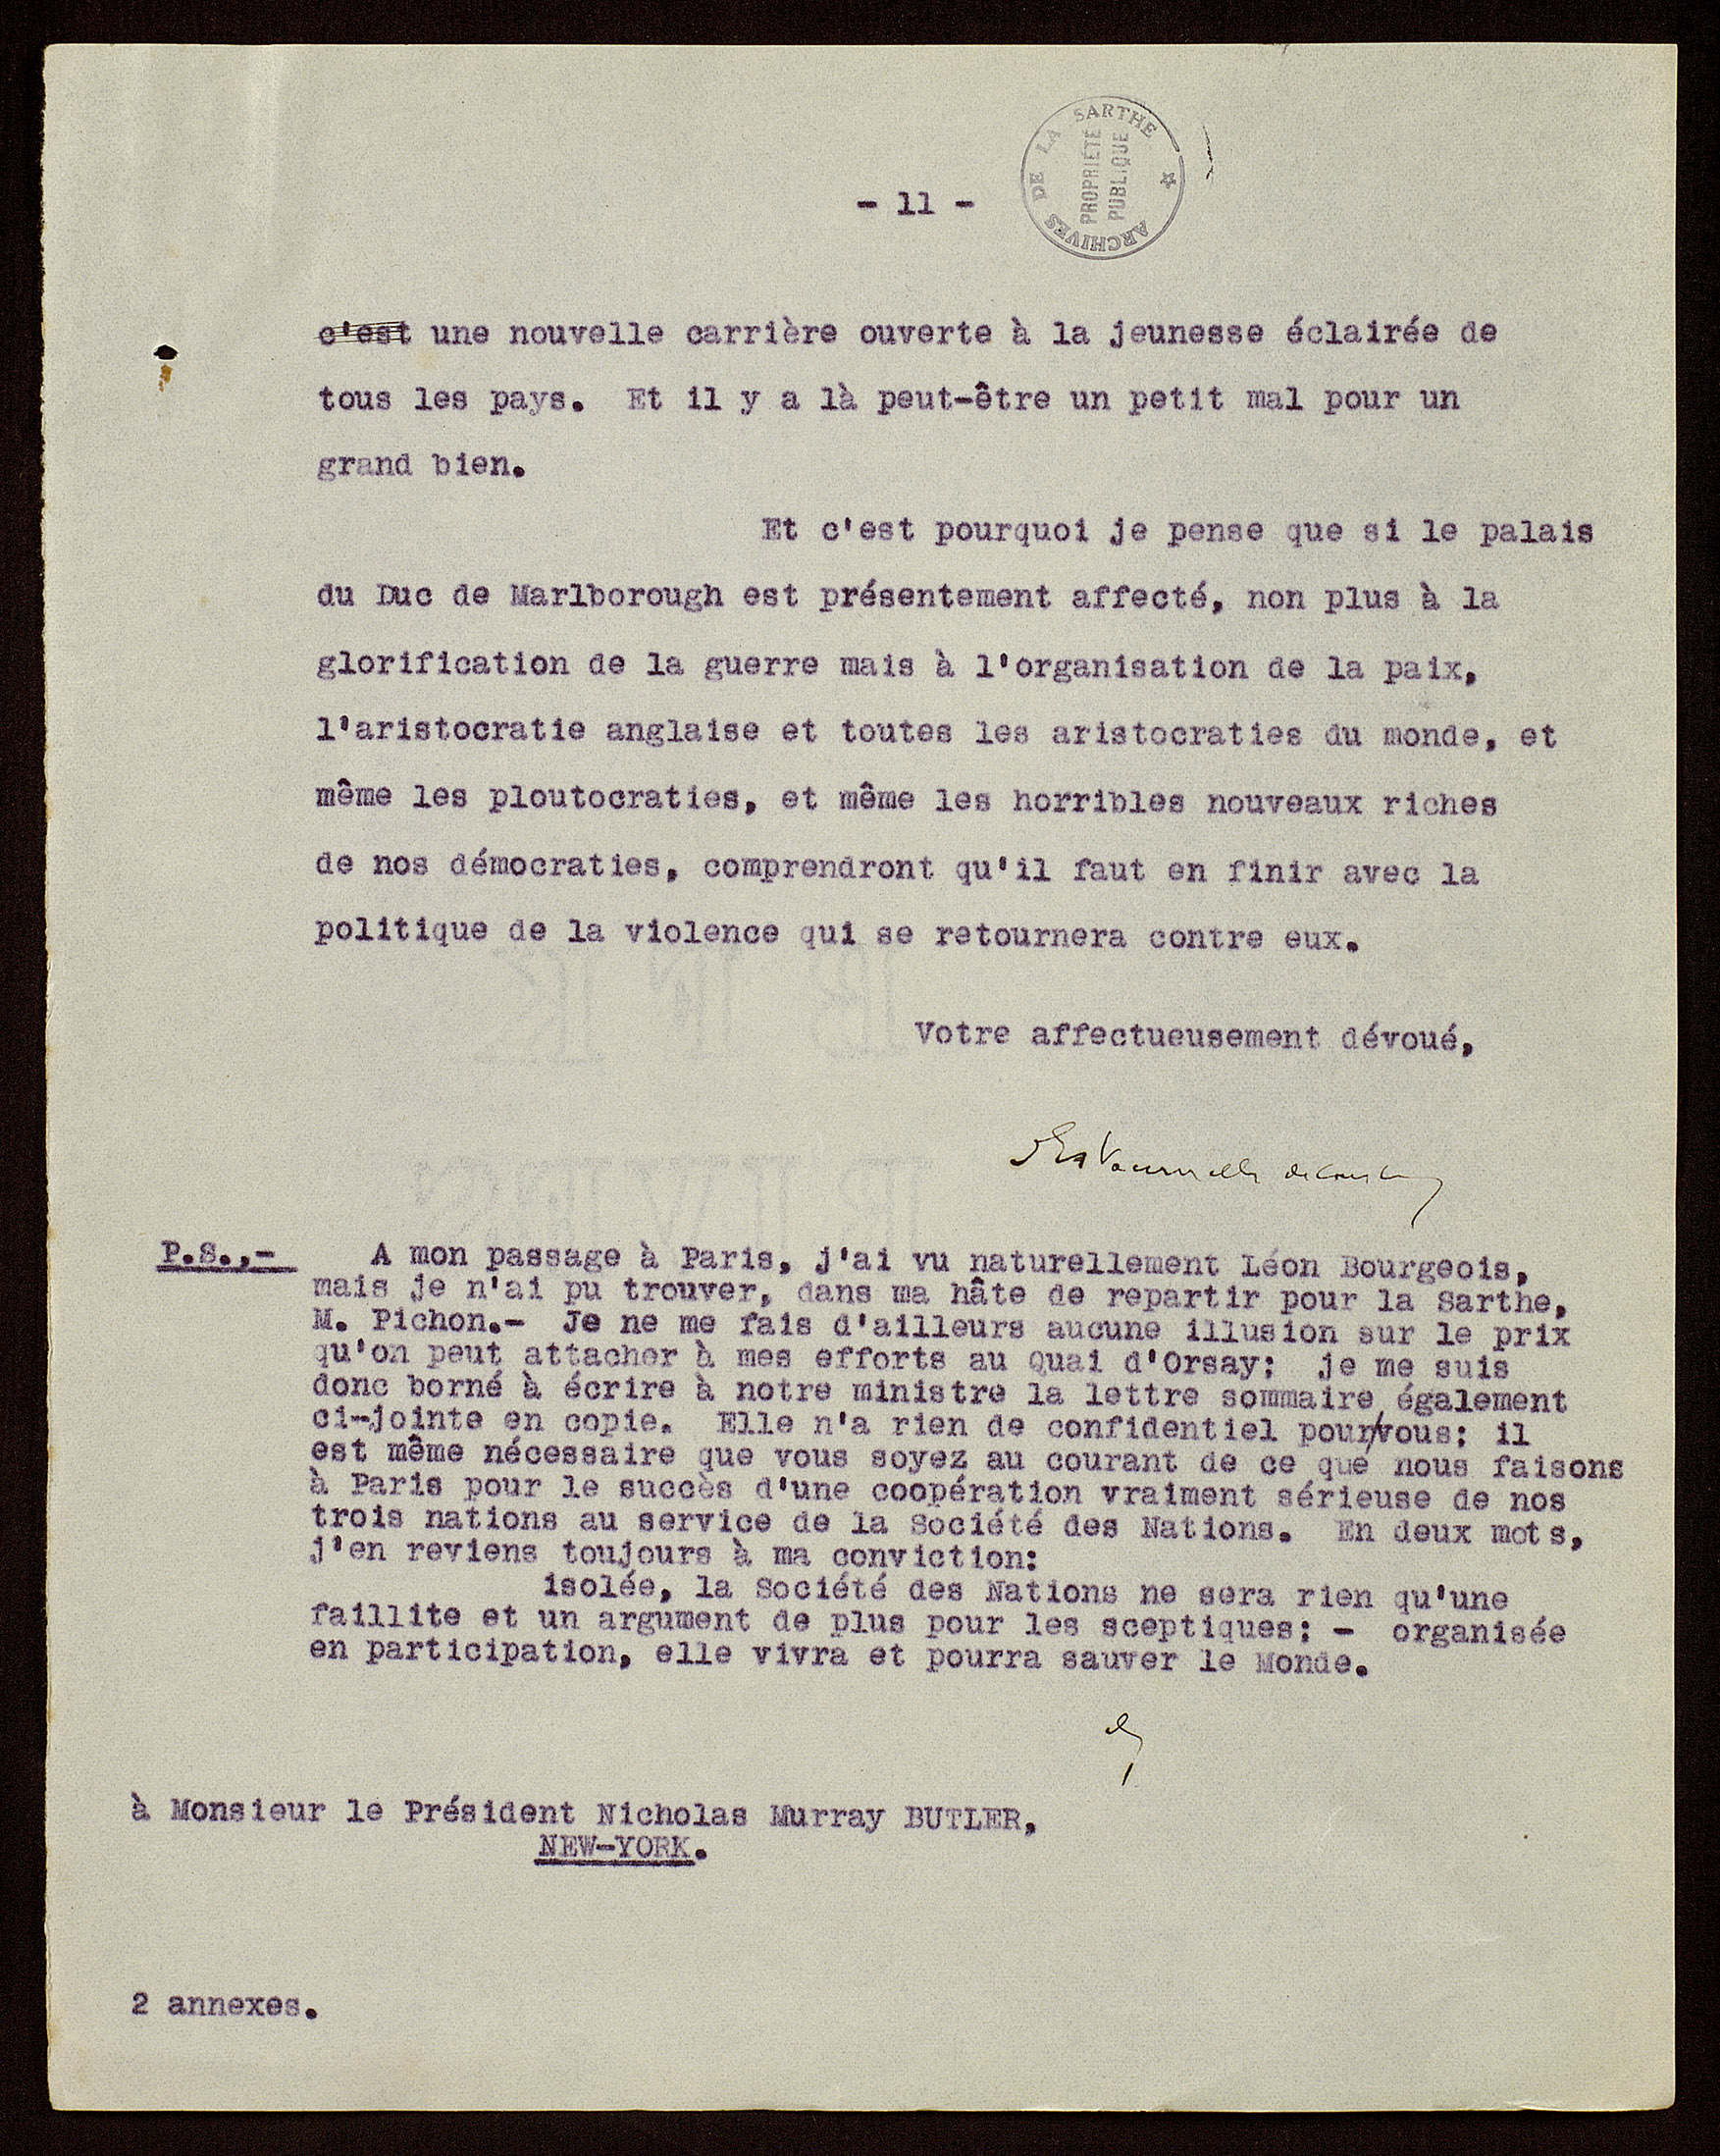 - 11 -
ARCHIVES DE LA SARTHE
PROPRIÉTÉ
PUBLIQUE
c'est une nouvelle carrière ouverte à la jeunesse éclairée de
tous les pays. Et il y a là peut-être un petit mal pour un
grand bien.
Et c'est pourquoi je pense que si le palais
du Duc de Marlborough est présentement affecté, non plus à la
glorification de la guerre mais à l'organisation de la paix,
l'aristocratie anglaise et toutes les aristocraties du monde, et
même les ploutocraties, et même les horribles nouveaux riches
de nos démocraties, comprendront qu'il faut en finir avec la
politique de la violence qui se retournera contre eux.
Votre affectueusement dévoué,
d'Estournelles de Constant
P.S.,- A mon passage à Paris, j'ai vu naturellement Léon Bourgeois,
mais je n'ai pu trouver, dans ma hâte de repartir pour la Sarthe,
M. Pichon.- Je ne me fais d'ailleurs aucune illusion sur le prix
qu'on peut attacher à mes efforts au Quai d'Orsay: je me suis
donc borné à écrire à notre ministre la lettre sommaire également
ci-jointe en copie. Elle n'a rien de confidentiel pour/vous; il
est même nécessaire que vous soyez au courant de ce que nous faisons
à Paris pour le succès d'une coopération vraiment sérieuse de nos
trois nations au service de la Société des Nations. En deux mots,
j'en reviens toujours à ma conviction:
isolée, la Société des Nations ne sera rien qu'une
faillite et un argument de plus pour les sceptiques; - organisée
en participation, elle vivra et pourra sauver le Monde.
à Monsieur le Président Nicholas Murray BUTLER,
NEW-YORK.
2 annexes.